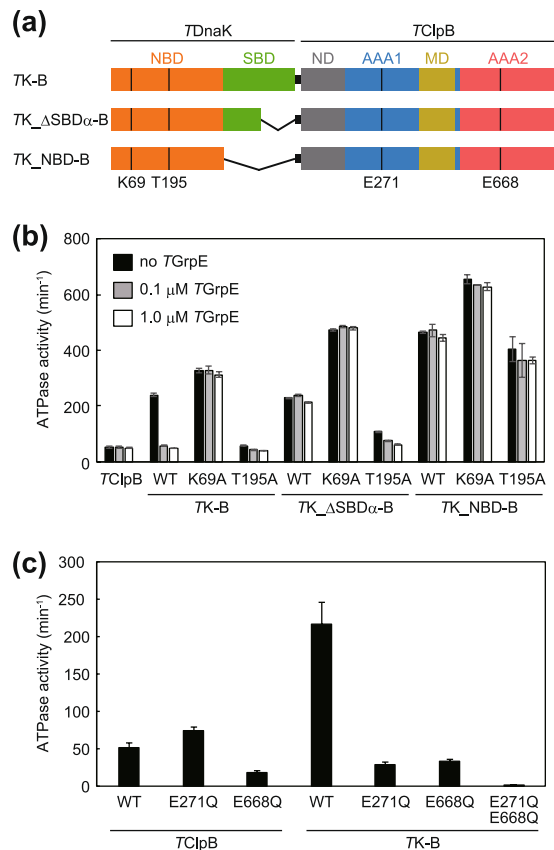 (a)
TDnaK TClpB
NBD SBD ND AAA1 MD AAA2
TK-B
TK_ΔSBDα-B
TK_NBD-B
K69 T195 E271 E668
(b)
ATPase activity (min⁻¹)
800
600
400
200
0
no TGrpE
0.1 μM TGrpE
1.0 μM TGrpE
TClpB WT K69A T195A WT K69A T195A WT K69A T195A
TK-B TK_ΔSBDα-B TK_NBD-B
(c)
ATPase activity (min⁻¹)
300
250
200
150
100
50
0
WT E271Q E668Q WT E271Q E668Q E271Q
E668Q
TClpB TK-B